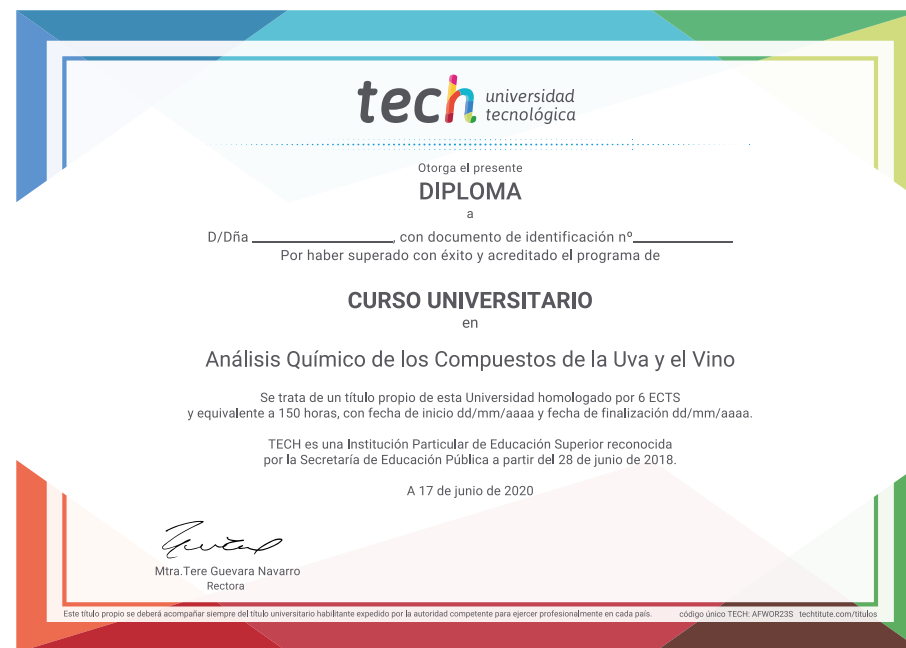 tech universidad
tecnológica
Otorga el presente
DIPLOMA
a
D/Dña ____________________, con documento de identificación nº______________
Por haber superado con éxito y acreditado el programa de
CURSO UNIVERSITARIO
en
Análisis Químico de los Compuestos de la Uva y el Vino
Se trata de un título propio de esta Universidad homologado por 6 ECTS
y equivalente a 150 horas, con fecha de inicio dd/mm/aaaa y fecha de finalización dd/mm/aaaa.
TECH es una Institución Particular de Educación Superior reconocida
por la Secretaría de Educación Pública a partir del 28 de junio de 2018.
A 17 de junio de 2020
Mtra.Tere Guevara Navarro
Rectora
Este título propio se deberá acompañar siempre del título universitario habilitante expedido por la autoridad competente para ejercer profesionalmente en cada país. código único TECH: AFWOR23S techtitute.com/titulos